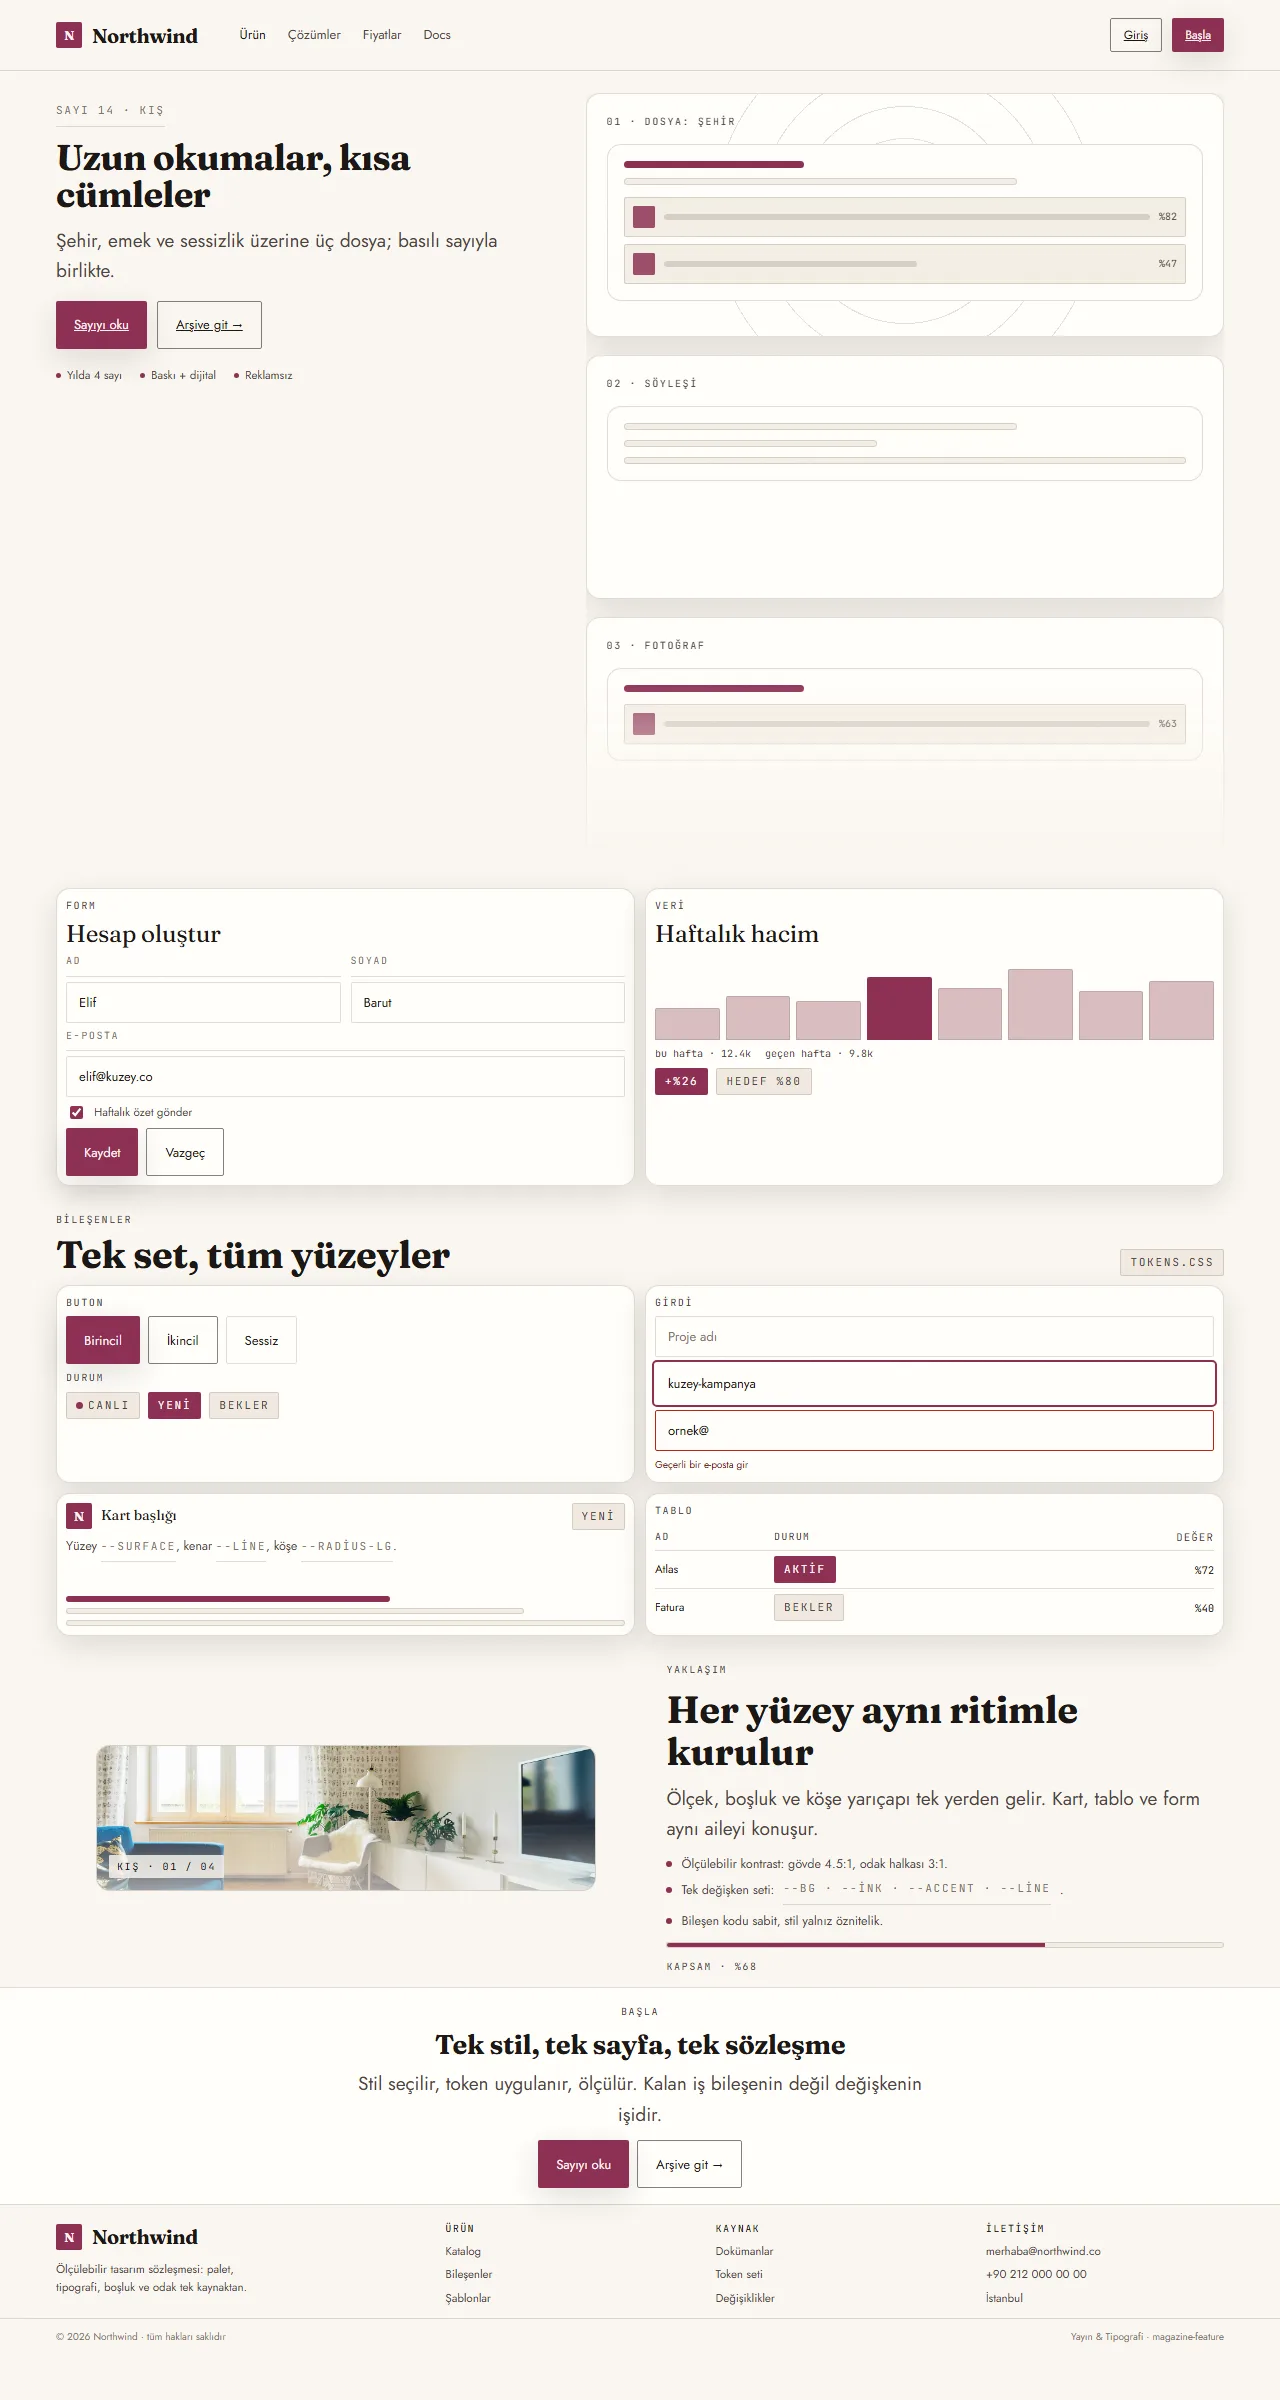 N Northwind Ürün Çözümler Fiyatlar Docs Giriş Başla
SAYI 14 · KIŞ
Uzun okumalar, kısa
cümleler
Şehir, emek ve sessizlik üzerine üç dosya; basılı sayıyla
birlikte.
Sayıyı oku Arşive git →
Yılda 4 sayı Baskı + dijital Reklamsız
01 · DOSYA: ŞEHİR
%82
%47
02 · SÖYLEŞİ
03 · FOTOĞRAF
%63
FORM
Hesap oluştur
AD SOYAD
Elif Barut
E-POSTA
elif@kuzey.co
Haftalık özet gönder
Kaydet Vazgeç
VERİ
Haftalık hacim
bu hafta · 12.4k geçen hafta · 9.8k
+%26 HEDEF %80
BİLEŞENLER
Tek set, tüm yüzeyler
TOKENS.CSS
BUTON
Birincil İkincil Sessiz
DURUM
CANLI YENİ BEKLER
GİRDİ
Proje adı
kuzey-kampanya
ornek@
Geçerli bir e-posta gir
N Kart başlığı YENİ
Yüzey --SURFACE, kenar --LİNE, köşe --RADİUS-LG.
TABLO
AD DURUM DEĞER
Atlas AKTİF %72
Fatura BEKLER %40
KIŞ · 01 / 04
YAKLAŞIM
Her yüzey aynı ritimle
kurulur
Ölçek, boşluk ve köşe yarıçapı tek yerden gelir. Kart, tablo ve form
aynı aileyi konuşur.
Ölçülebilir kontrast: gövde 4.5:1, odak halkası 3:1.
Tek değişken seti: --BG · --İNK · --ACCENT · --LİNE .
Bileşen kodu sabit, stil yalnız öznitelik.
KAPSAM · %68
BAŞLA
Tek stil, tek sayfa, tek sözleşme
Stil seçilir, token uygulanır, ölçülür. Kalan iş bileşenin değil değişkenin
işidir.
Sayıyı oku Arşive git →
N Northwind
Ölçülebilir tasarım sözleşmesi: palet,
tipografi, boşluk ve odak tek kaynaktan.
ÜRÜN
Katalog
Bileşenler
Şablonlar
KAYNAK
Dokümanlar
Token seti
Değişiklikler
İLETİŞİM
merhaba@northwind.co
+90 212 000 00 00
İstanbul
© 2026 Northwind · tüm hakları saklıdır
Yayın & Tipografi · magazine-feature